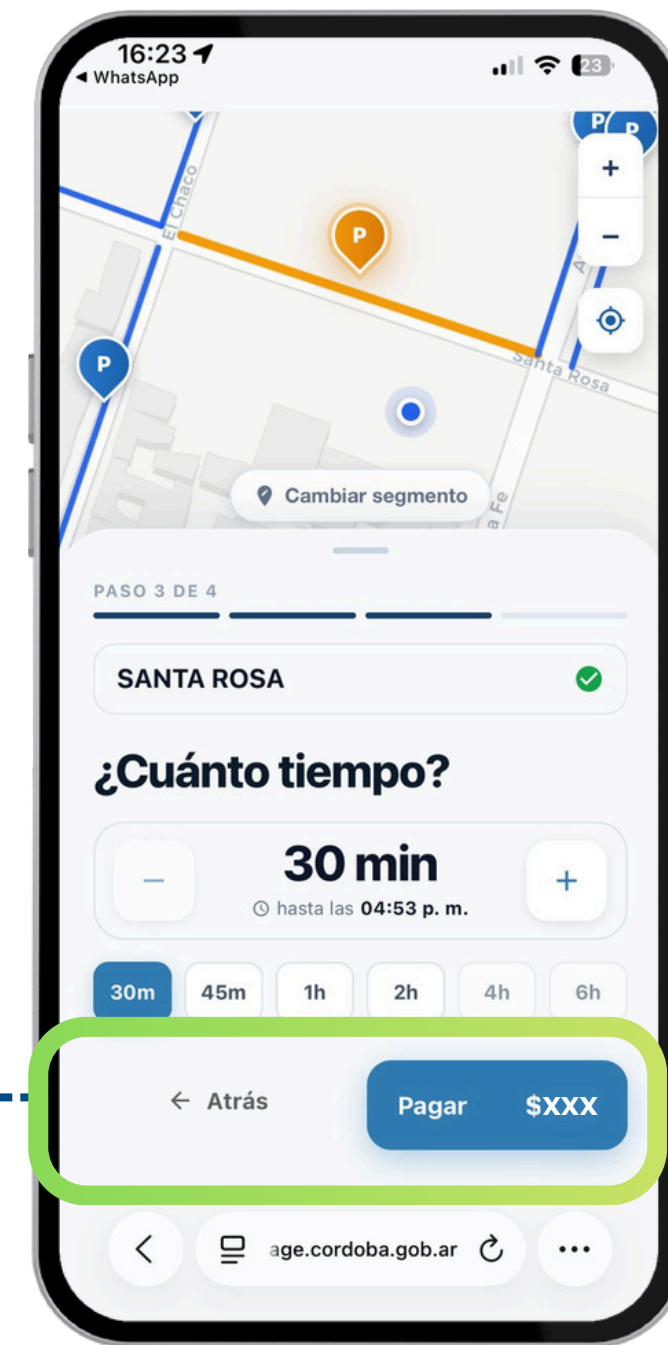 16:23
WhatsApp
23
P
P
P
P
El Chaco
Santa Rosa
+
−
Cambiar segmento
PASO 3 DE 4
SANTA ROSA
¿Cuánto tiempo?
− 30 min +
hasta las 04:53 p. m.
30m 45m 1h 2h 4h 6h
← Atrás Pagar $XXX
age.cordoba.gob.ar